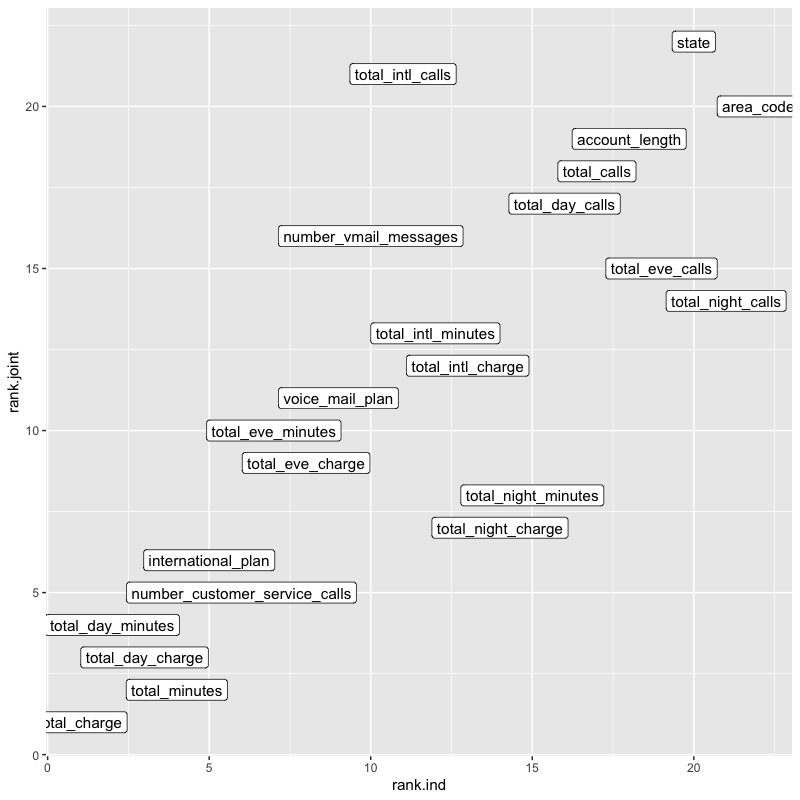 state
total_intl_calls
20
area_code
account_length
total_calls
total_day_calls
number_vmail_messages
15
total_eve_calls
total_night_calls
total_intl_minutes
total_intl_charge
rank.joint
voice_mail_plan
10
total_eve_minutes
total_eve_charge
total_night_minutes
total_night_charge
international_plan
5
number_customer_service_calls
total_day_minutes
total_day_charge
total_minutes
otal_charge
0
0 5 10 15 20
rank.ind